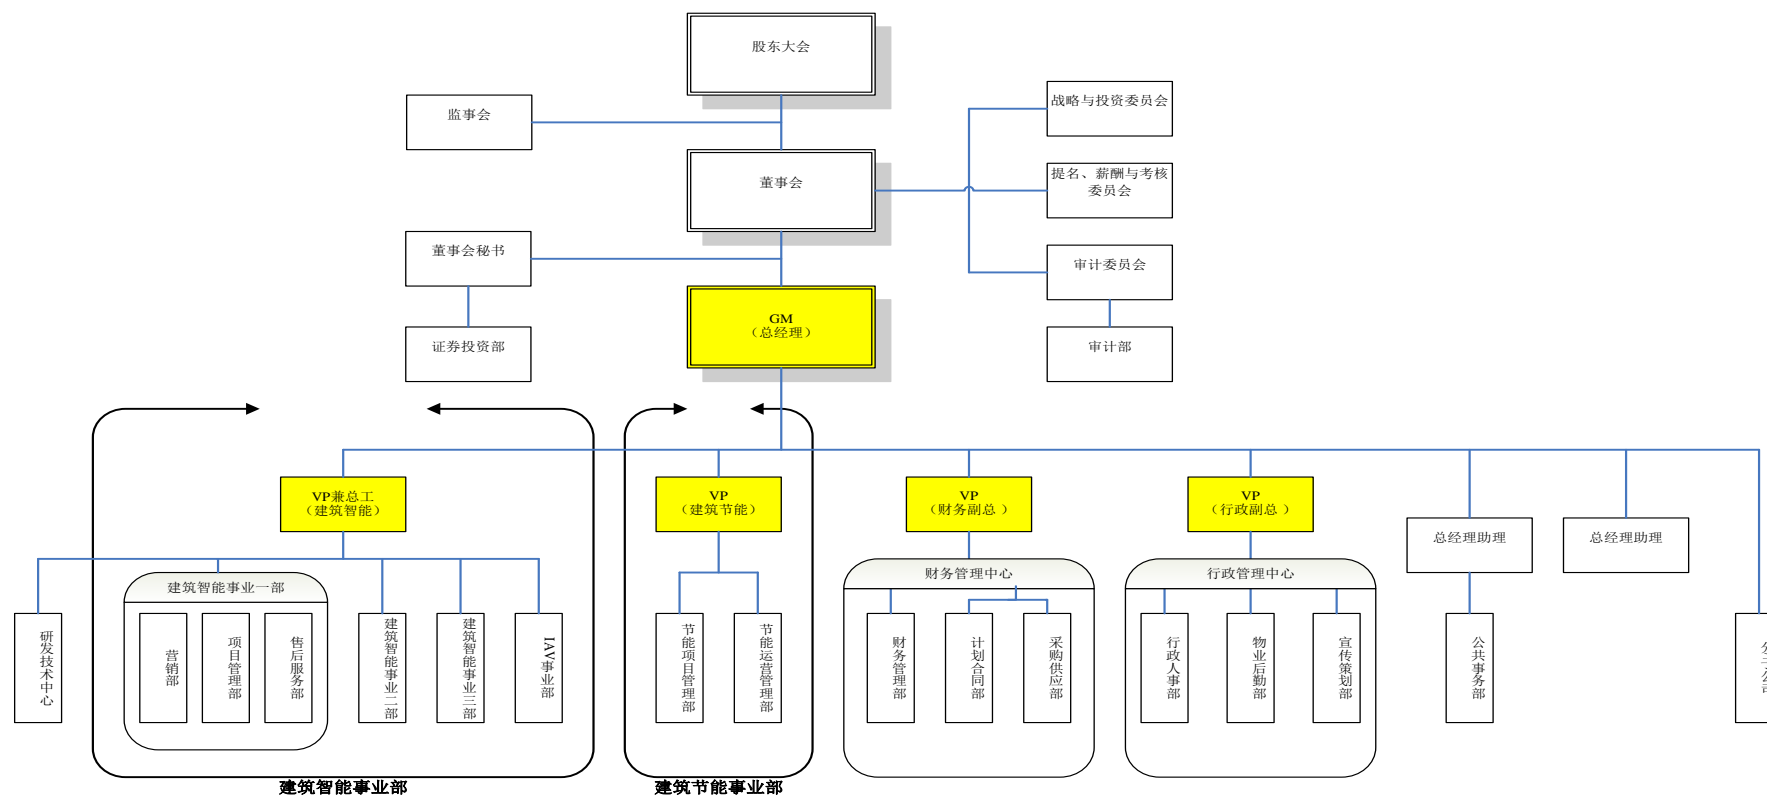 股东大会
监事会
战略与投资委员会
董事会
提名、薪酬与考核
委员会
董事会秘书
审计委员会
GM
（总经理）
证券投资部
审计部
VP兼总工
（建筑智能）
VP
（建筑节能）
VP
（财务副总 ）
VP
（行政副总 ）
总经理助理
总经理助理
建筑智能事业一部
财务管理中心
行政管理中心
研发技术中心
营销部
项目管理部
售后服务部
建筑智能事业二部
建筑智能事业三部
IAV事业部
节能项目管理部
节能运营管理部
财务管理部
计划合同部
采购供应部
行政人事部
物业后勤部
宣传策划部
公共事务部
建筑智能事业部
建筑节能事业部